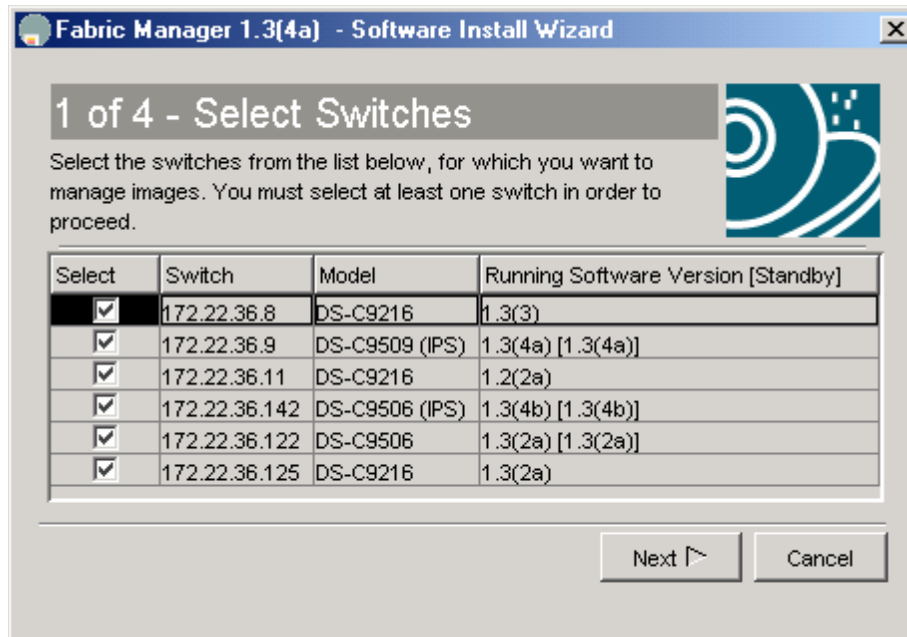 Fabric Manager 1.3(4a) - Software Install Wizard
1 of 4 - Select Switches
Select the switches from the list below, for which you want to
manage images. You must select at least one switch in order to
proceed.
Select Switch Model Running Software Version [Standby]
172.22.36.8 DS-C9216 1.3(3)
172.22.36.9 DS-C9509 (IPS) 1.3(4a) [1.3(4a)]
172.22.36.11 DS-C9216 1.2(2a)
172.22.36.142 DS-C9506 (IPS) 1.3(4b) [1.3(4b)]
172.22.36.122 DS-C9506 1.3(2a) [1.3(2a)]
172.22.36.125 DS-C9216 1.3(2a)
Next Cancel